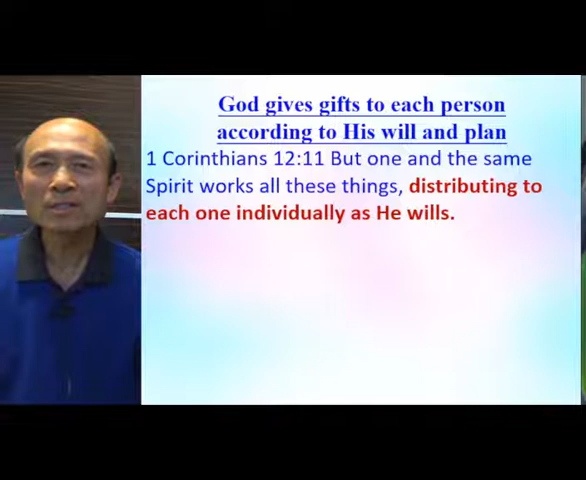 God gives gifts to each person
according to His will and plan
1 Corinthians 12:11 But one and the same
Spirit works all these things, distributing to
each one individually as He wills.